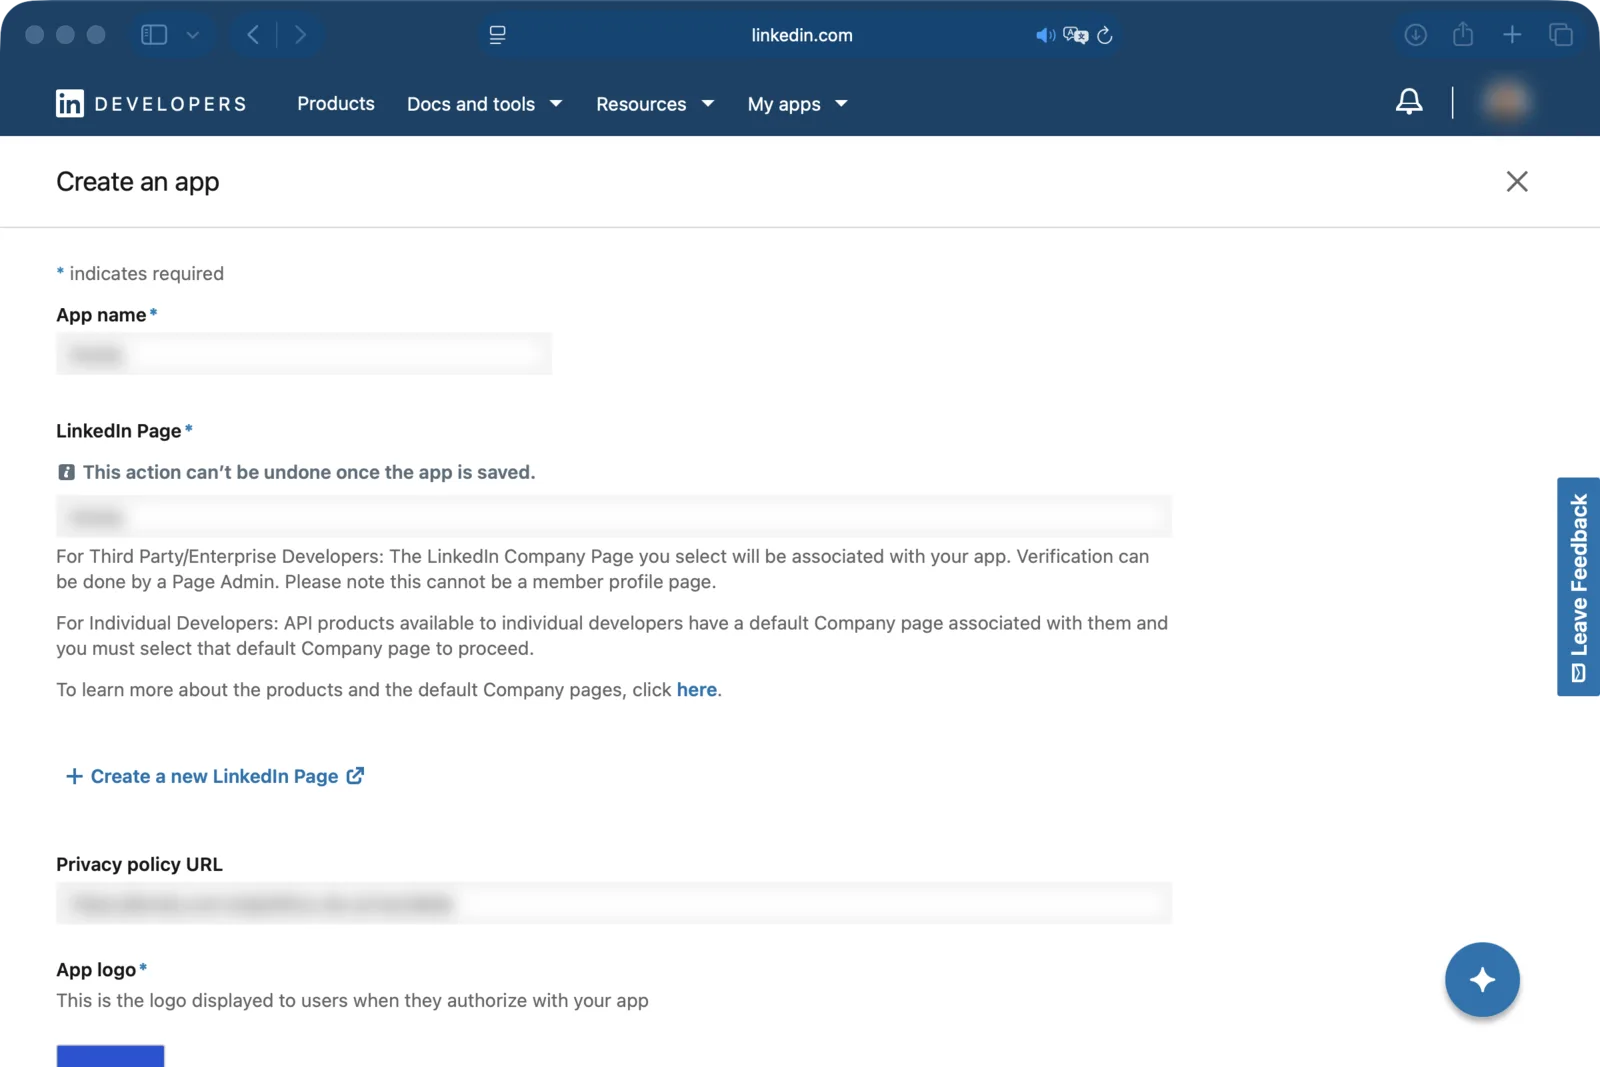 linkedin.com
in DEVELOPERS Products Docs and tools Resources My apps
Create an app
* indicates required
App name*
LinkedIn Page*
This action can’t be undone once the app is saved.
For Third Party/Enterprise Developers: The LinkedIn Company Page you select will be associated with your app. Verification can
be done by a Page Admin. Please note this cannot be a member profile page.
For Individual Developers: API products available to individual developers have a default Company page associated with them and
you must select that default Company page to proceed.
To learn more about the products and the default Company pages, click here.
+ Create a new LinkedIn Page
Privacy policy URL
App logo*
This is the logo displayed to users when they authorize with your app
Leave Feedback